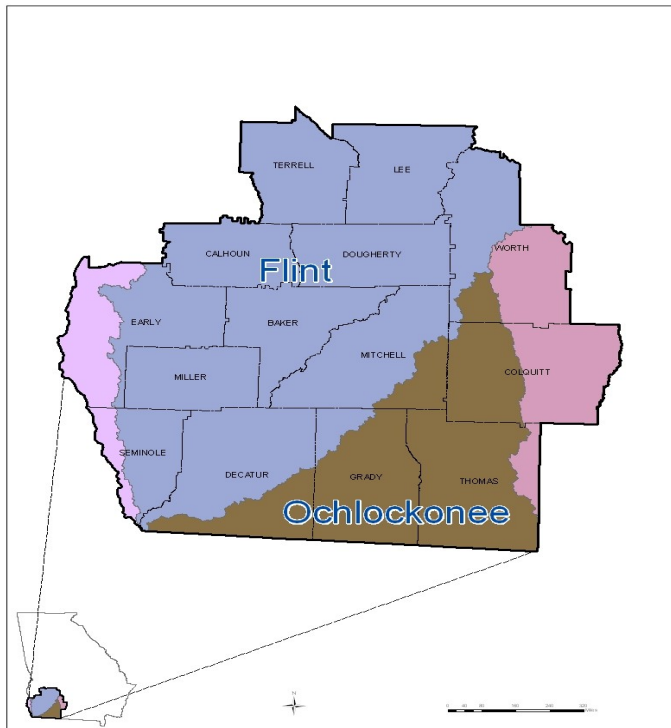 TERRELL
LEE
WORTH
CALHOUN
DOUGHERTY
Flint
EARLY
BAKER
MITCHELL
MILLER
COLQUITT
SEMINOLE
DECATUR
GRADY
THOMAS
Ochlockonee
N